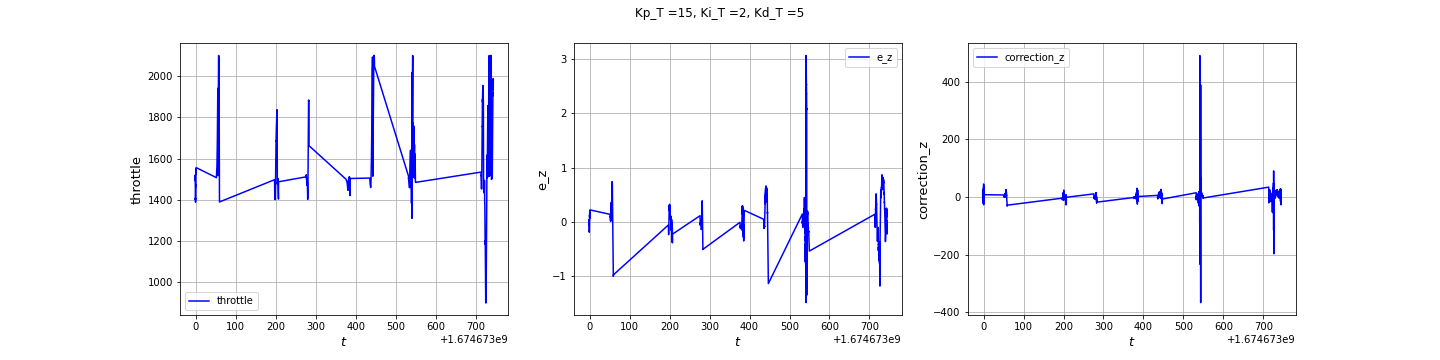 Kp_T =15, Ki_T =2, Kd_T =5
throttle
2000
1800
1600
1400
1200
1000
throttle
0 100 200 300 400 500 600 700
+1.674673e9
t
e_z
3
2
1
0
−1
e_z
0 100 200 300 400 500 600 700
+1.674673e9
t
correction_z
400
200
0
−200
−400
correction_z
0 100 200 300 400 500 600 700
+1.674673e9
t